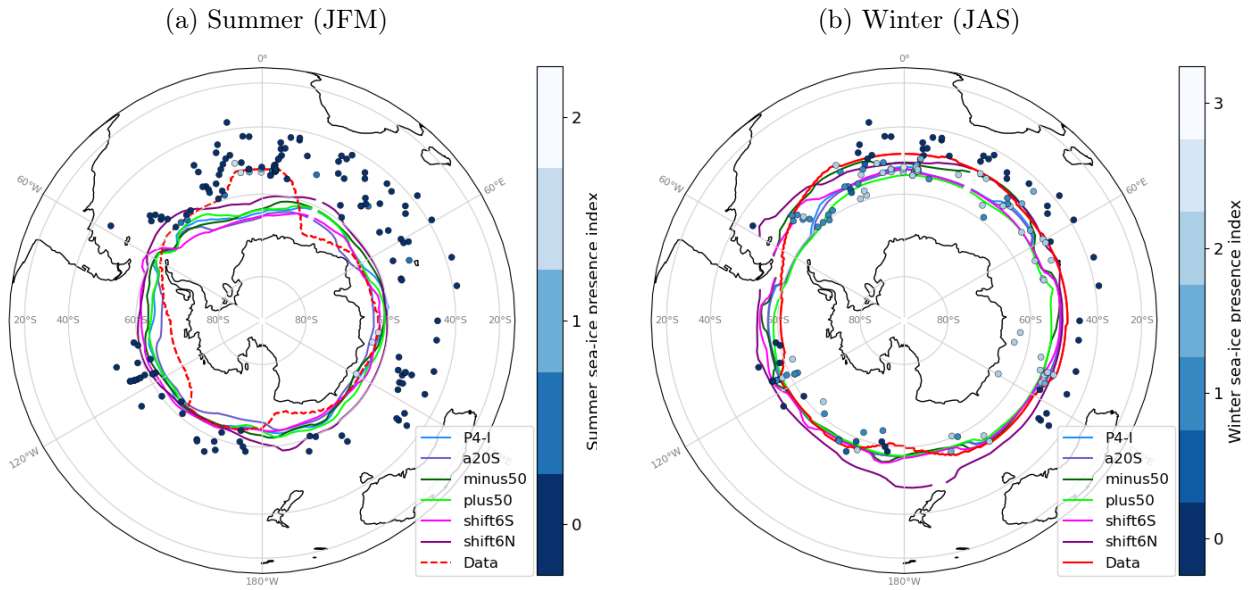 (a) Summer (JFM)
0°
60°W
60°E
20°S 40°S 60°S 80°S 80°S 60°S 40°S 20°S
120°W
180°W
P4-I
a20S
minus50
plus50
shift6S
shift6N
Data
2
1
0
Summer sea-ice presence index
(b) Winter (JAS)
0°
60°W
60°E
20°S 40°S 60°S 80°S 80°S 60°S 40°S 20°S
120°W
180°W
P4-I
a20S
minus50
plus50
shift6S
shift6N
Data
3
2
1
0
Winter sea-ice presence index